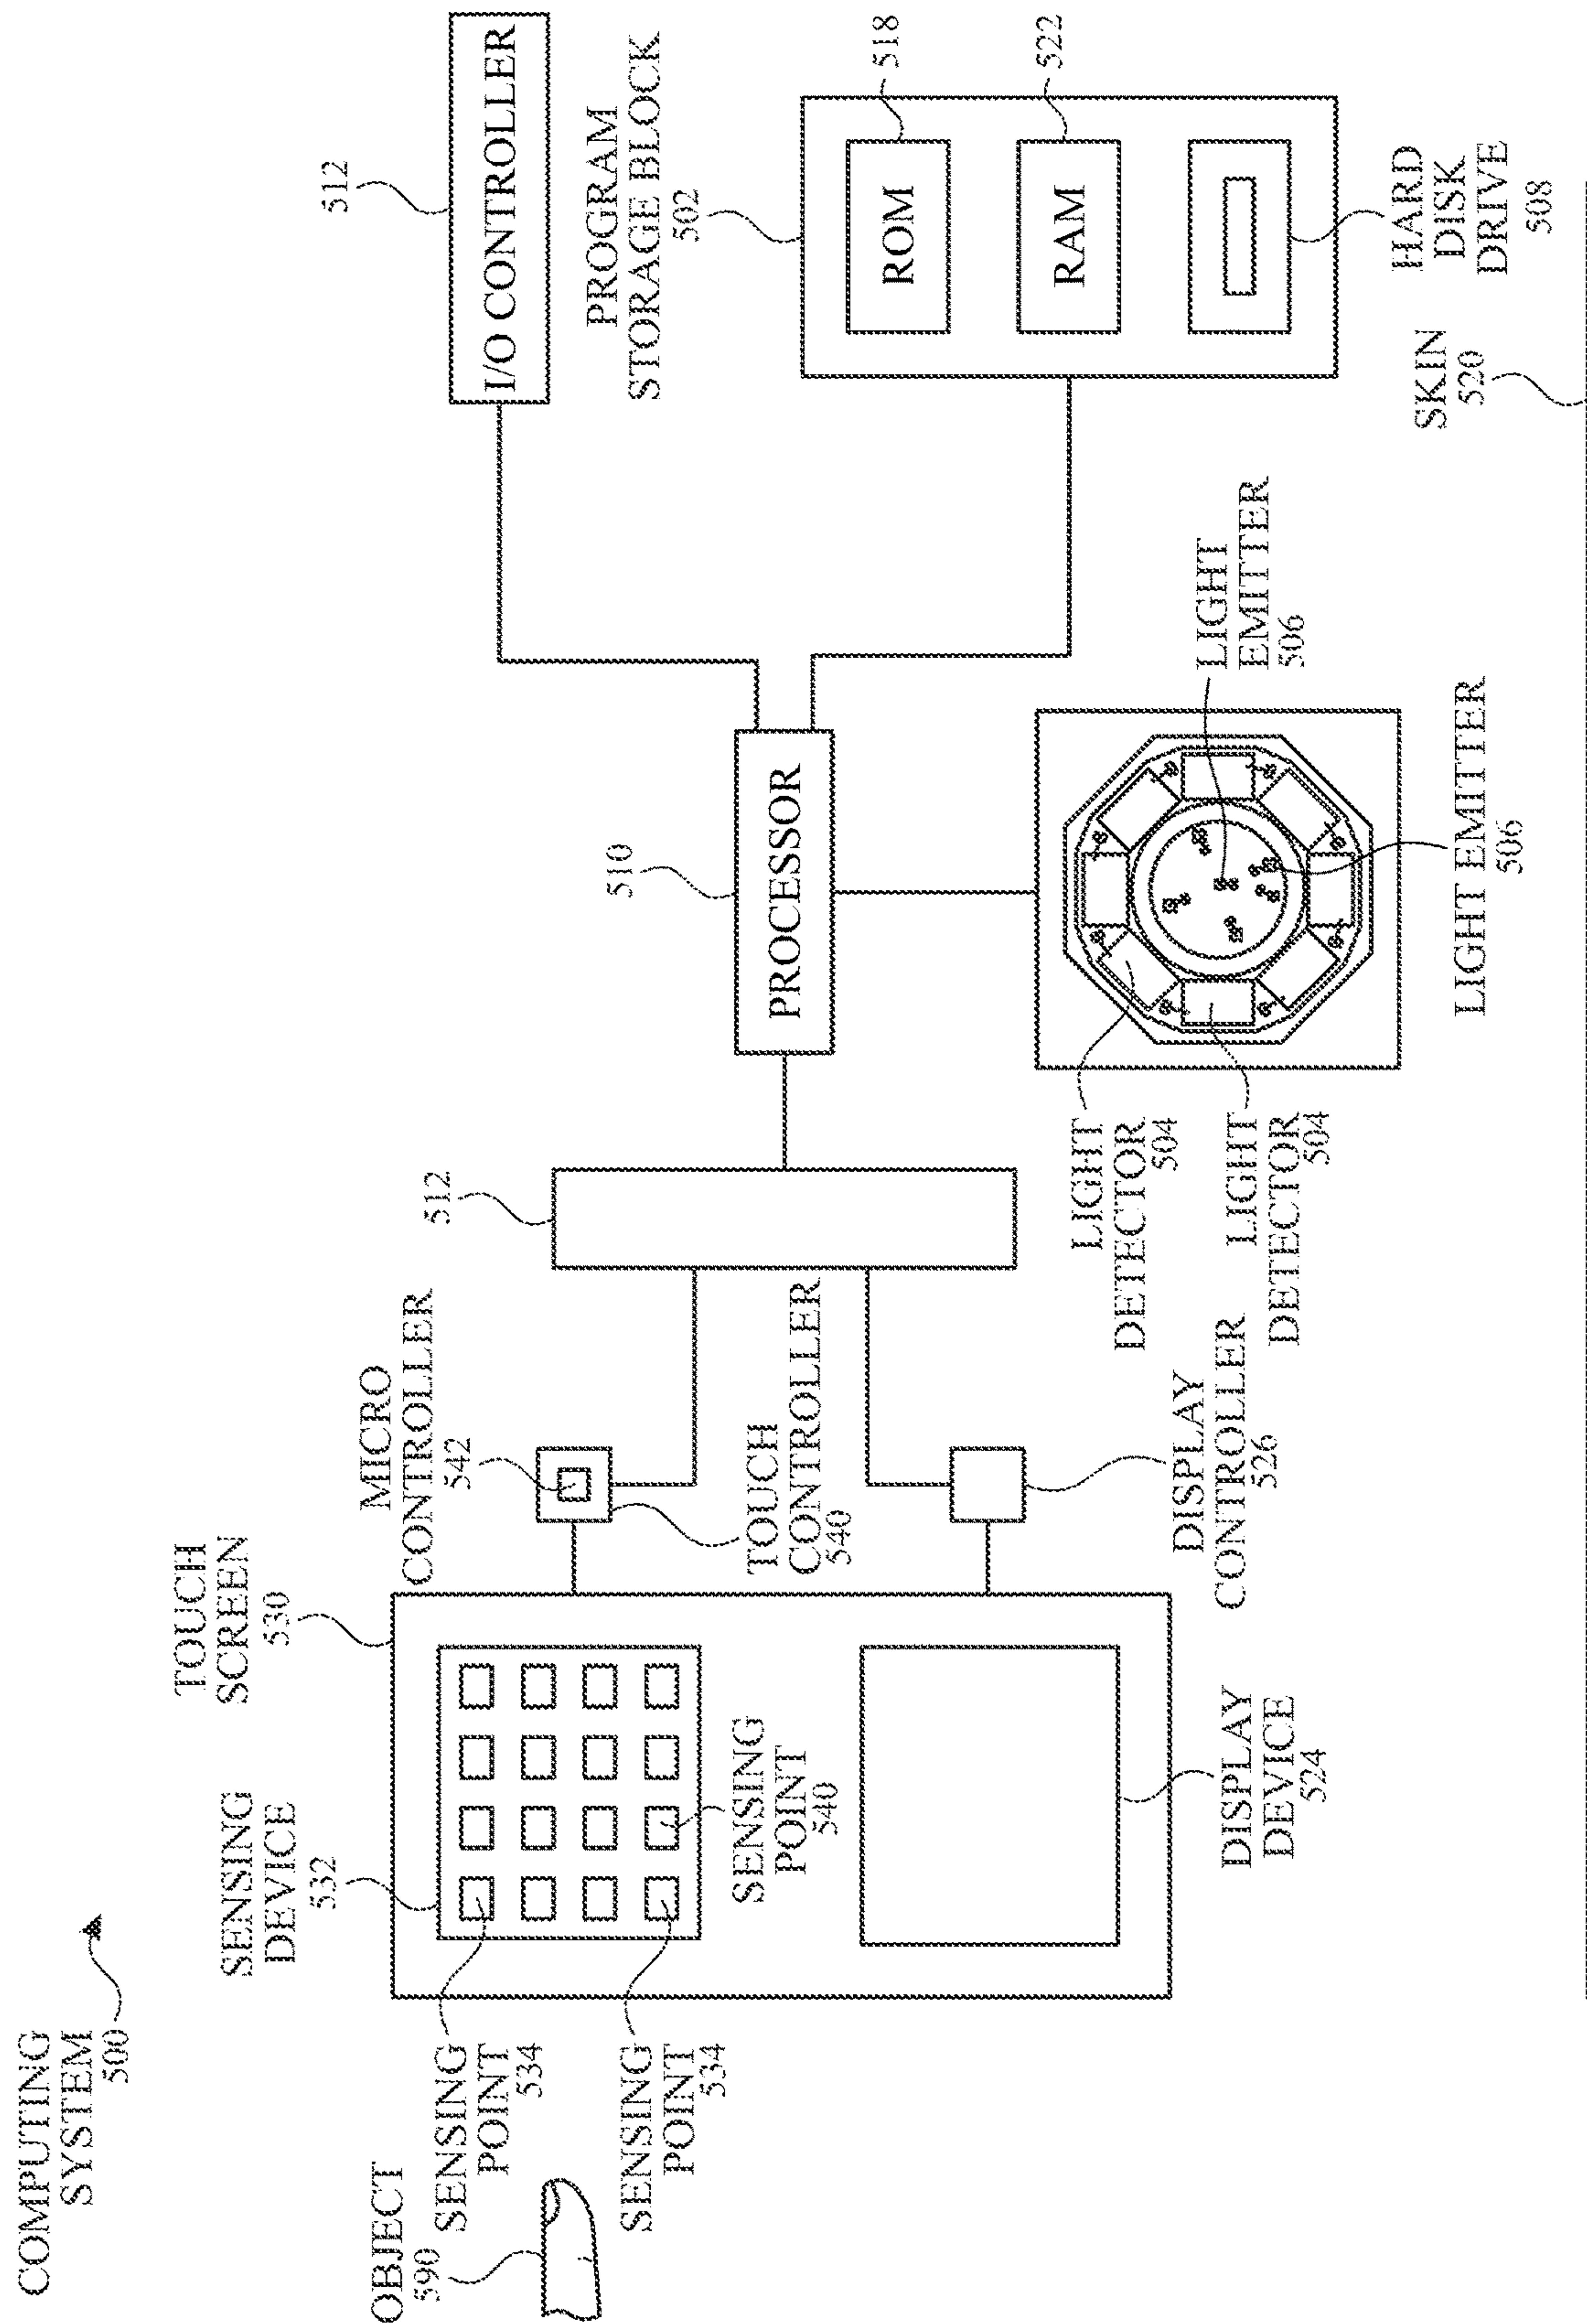 COMPUTING
SYSTEM
500
TOUCH
SCREEN
530
SENSING
DEVICE
532
OBJECT
590
SENSING
POINT
534
SENSING
POINT
534
SENSING
POINT
540
DISPLAY
DEVICE
524
MICRO
CONTROLLER
542
TOUCH
CONTROLLER
540
DISPLAY
CONTROLLER
526
512
510
PROCESSOR
LIGHT
DETECTOR
504
LIGHT
DETECTOR
504
LIGHT
EMITTER
506
LIGHT EMITTER
506
512
I/O CONTROLLER
PROGRAM
STORAGE BLOCK
502
ROM
518
RAM
522
HARD
DISK
DRIVE
508
SKIN
520